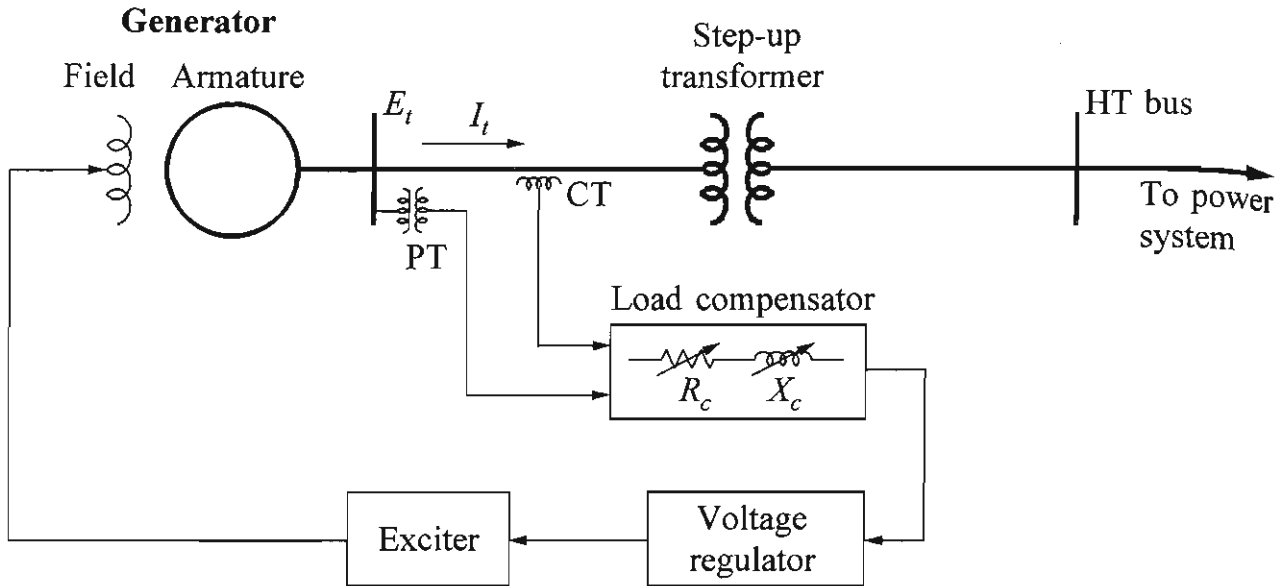 Generator
Field Armature
Step-up
transformer
E_t
I_t
HT bus
CT
PT
To power
system
Load compensator
R_c X_c
Exciter
Voltage
regulator